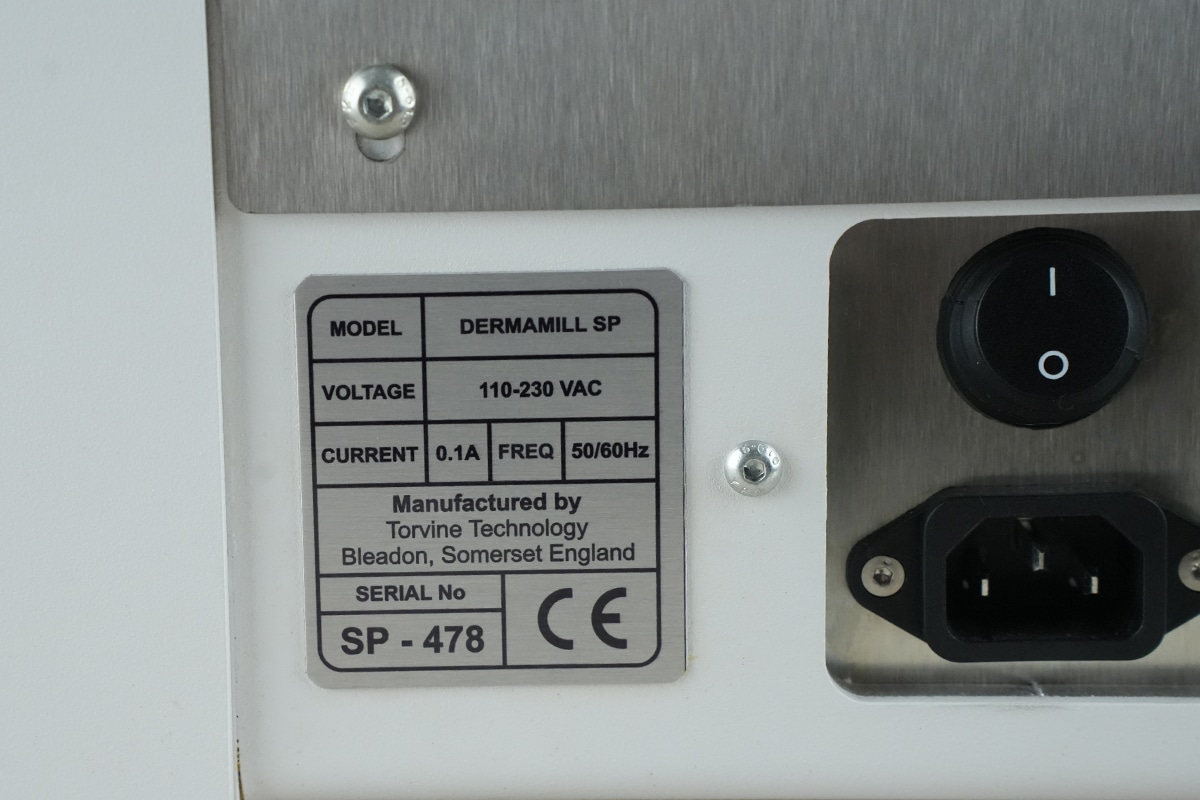 MODEL DERMAMILL SP
VOLTAGE 110-230 VAC
CURRENT 0.1A FREQ 50/60Hz
Manufactured by
Torvine Technology
Bleadon, Somerset England
SERIAL No
SP - 478
CE
I
O